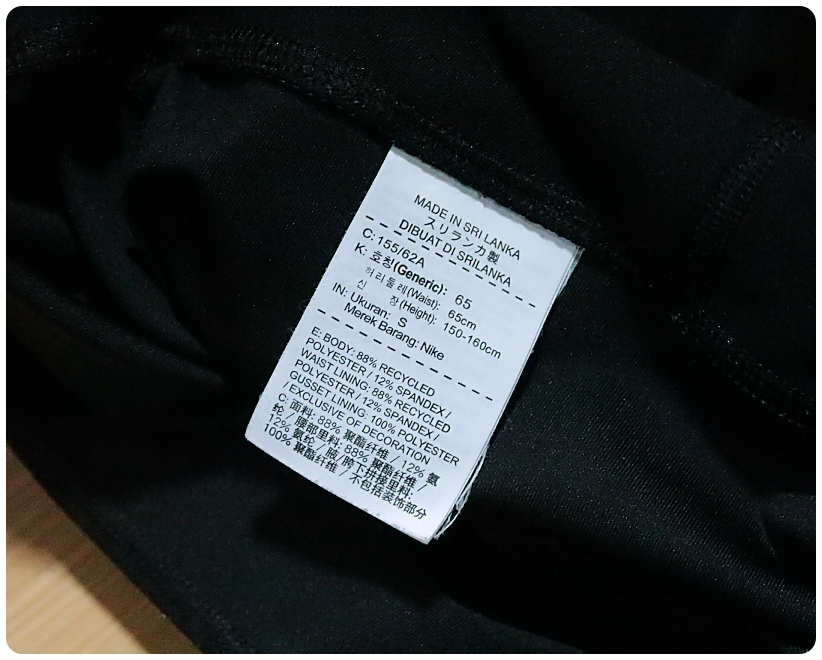 MADE IN SRI LANKA
スリランカ製
DIBUAT DI SRILANKA
C: 155/62A
K: 호칭(Generic): 65
허리둘레(Waist): 65cm
신 장(Height): 150-160cm
IN: Ukuran: S
Merek Barang: Nike
E: BODY: 88% RECYCLED
POLYESTER / 12% SPANDEX /
WAIST LINING: 88% RECYCLED
POLYESTER / 12% SPANDEX /
GUSSET LINING: 100% POLYESTER
/ EXCLUSIVE OF DECORATION
C: 面料: 88% 聚酯纤维 / 12% 氨
纶 / 腰部里料: 88% 聚酯纤维 /
12% 氨纶 / 腋/胯下拼接里料:
100% 聚酯纤维 / 不包括装饰部分